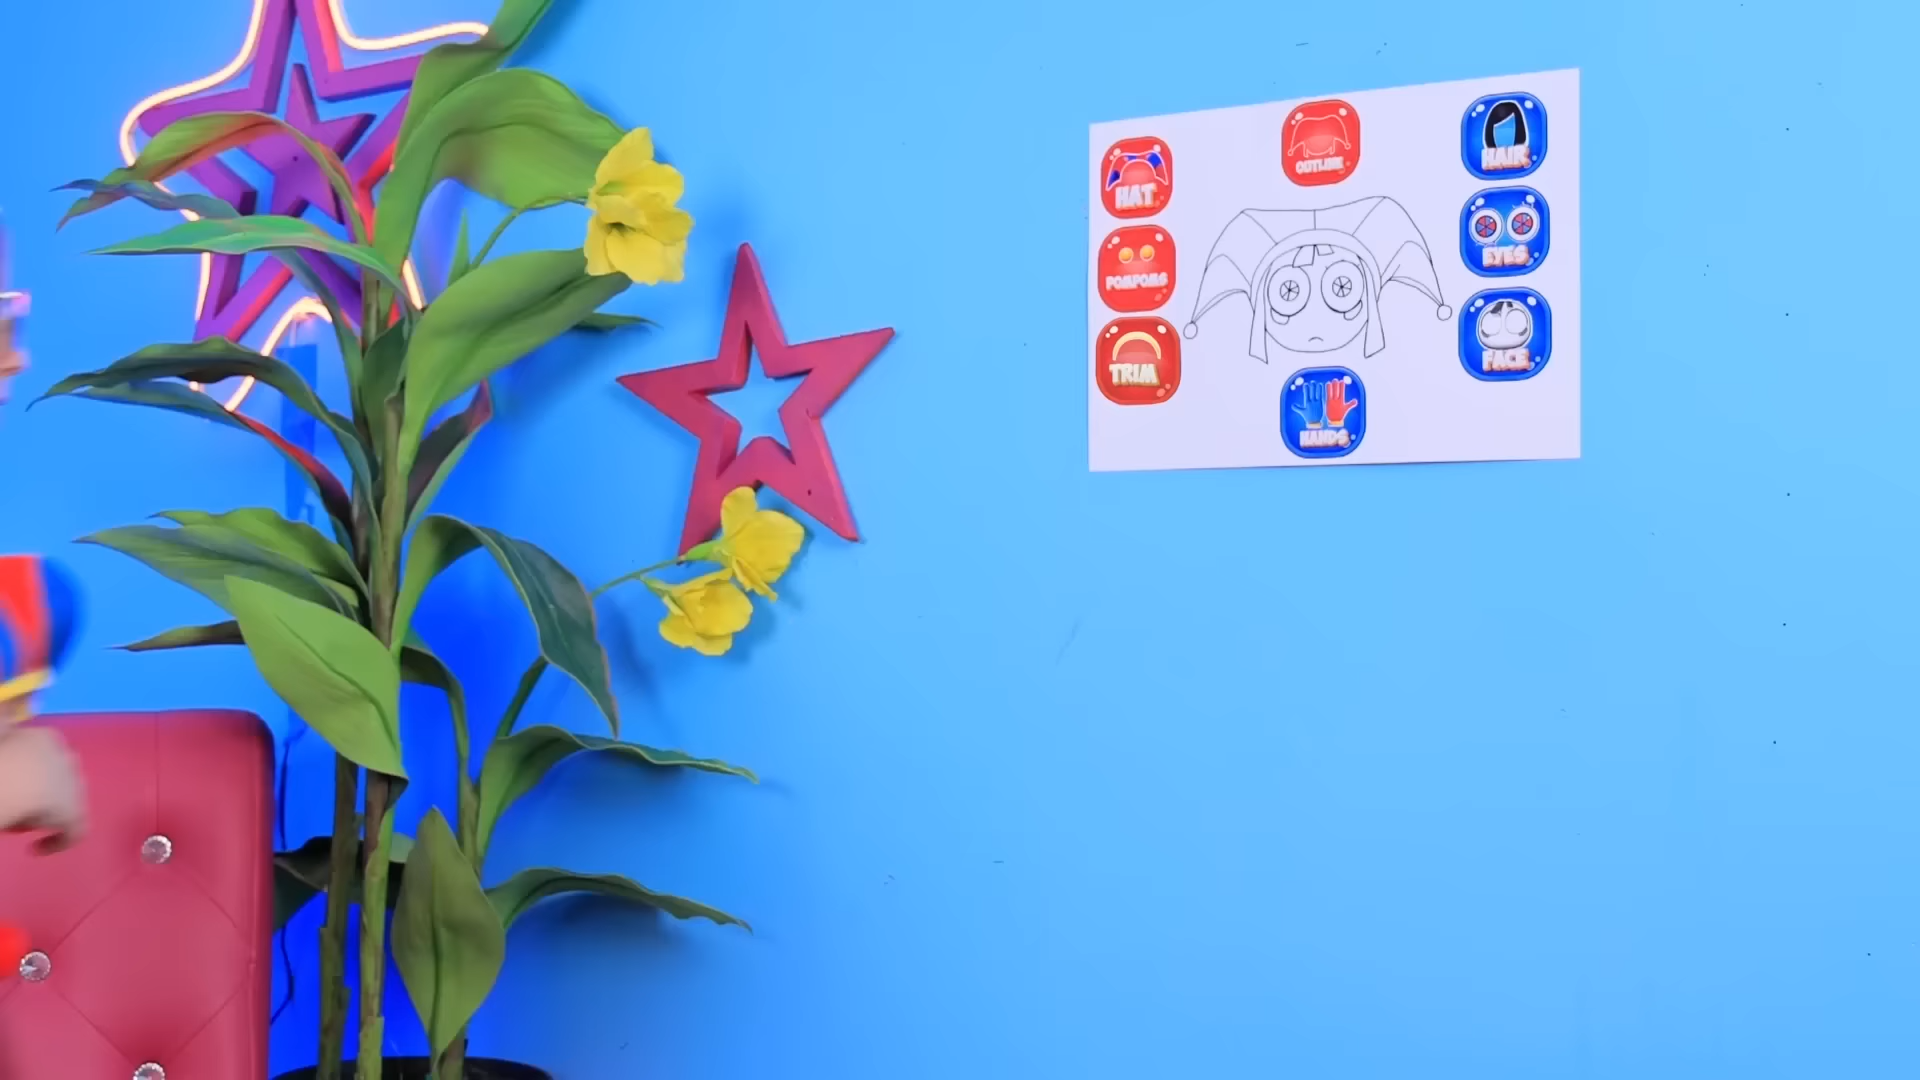 OUTLINE
HAIR
HAT
EYES
POMPOMS
FACE
TRIM
HANDS